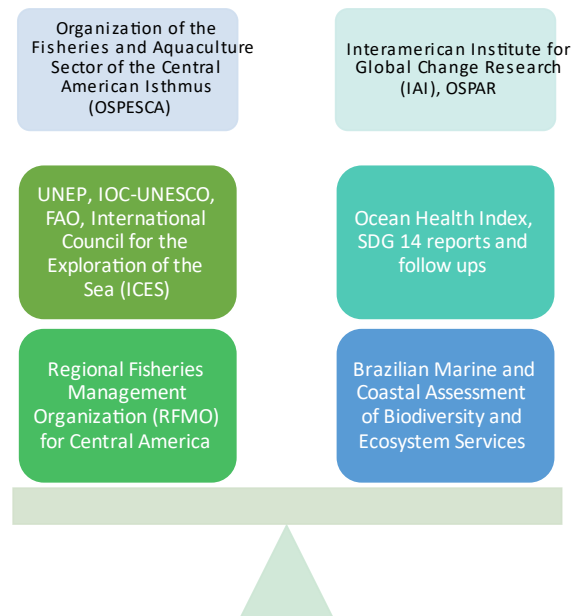 Organization of the
Fisheries and Aquaculture
Sector of the Central
American Isthmus
(OSPESCA)
Interamerican Institute for
Global Change Research
(IAI), OSPAR
UNEP, IOC-UNESCO,
FAO, International
Council for the
Exploration of the
Sea (ICES)
Ocean Health Index,
SDG 14 reports and
follow ups
Regional Fisheries
Management
Organization (RFMO)
for Central America
Brazilian Marine and
Coastal Assessment
of Biodiversity and
Ecosystem Services